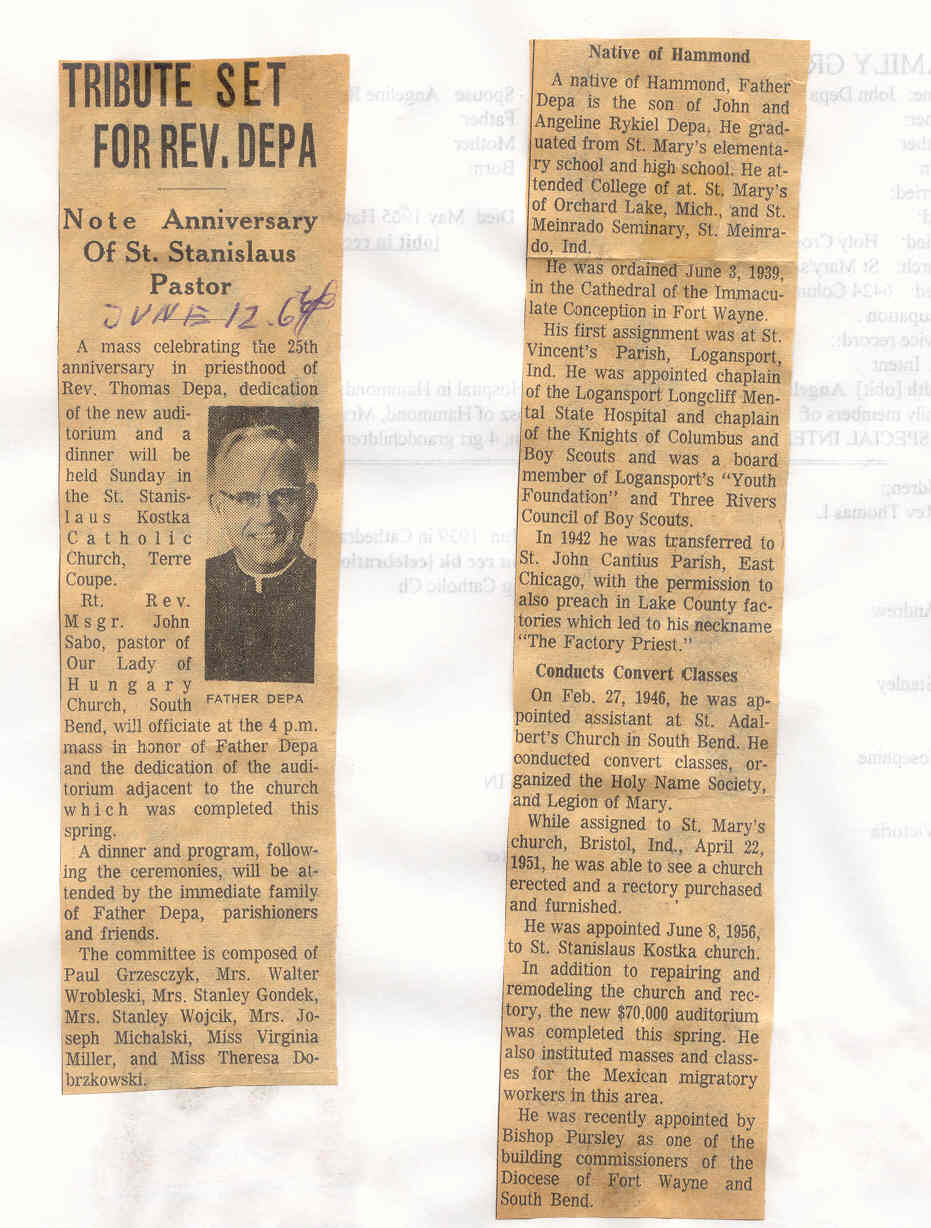 TRIBUTE SET
FOR REV. DEPA
Note Anniversary
Of St. Stanislaus
Pastor
JUNE 12. 64
A mass celebrating the 25th
anniversary in priesthood of
Rev. Thomas Depa, dedication
of the new audi-
torium and a
dinner will be
held Sunday in
the St. Stanis-
laus Kostka
Catholic
Church, Terre
Coupe.
Rt. Rev.
Msgr. John
Sabo, pastor of
Our Lady of
Hungary
Church, South
FATHER DEPA
Bend, will officiate at the 4 p.m.
mass in honor of Father Depa
and the dedication of the audi-
torium adjacent to the church
which was completed this
spring.
A dinner and program, follow-
ing the ceremonies, will be at-
tended by the immediate family
of Father Depa, parishioners
and friends.
The committee is composed of
Paul Grzesczyk, Mrs. Walter
Wrobleski, Mrs. Stanley Gondek,
Mrs. Stanley Wojcik, Mrs. Jo-
seph Michalski, Miss Virginia
Miller, and Miss Theresa Do-
brzkowski.
Native of Hammond
A native of Hammond, Father
Depa is the son of John and
Angeline Rykiel Depa. He grad-
uated from St. Mary's elementa-
ry school and high school. He at-
tended College of at. St. Mary's
of Orchard Lake, Mich., and St.
Meinrado Seminary, St. Meinra-
do, Ind.
He was ordained June 3, 1939,
in the Cathedral of the Immacu-
late Conception in Fort Wayne.
His first assignment was at St.
Vincent's Parish, Logansport,
Ind. He was appointed chaplain
of the Logansport Longcliff Men-
tal State Hospital and chaplain
of the Knights of Columbus and
Boy Scouts and was a board
member of Logansport's "Youth
Foundation" and Three Rivers
Council of Boy Scouts.
In 1942 he was transferred to
St. John Cantius Parish, East
Chicago, with the permission to
also preach in Lake County fac-
tories which led to his neckname
"The Factory Priest."
Conducts Convert Classes
On Feb. 27, 1946, he was ap-
pointed assistant at St. Adal-
bert's Church in South Bend. He
conducted convert classes, or-
ganized the Holy Name Society,
and Legion of Mary.
While assigned to St. Mary's
church, Bristol, Ind., April 22,
1951, he was able to see a church
erected and a rectory purchased
and furnished.
He was appointed June 8, 1956,
to St. Stanislaus Kostka church.
In addition to repairing and
remodeling the church and rec-
tory, the new $70,000 auditorium
was completed this spring. He
also instituted masses and class-
es for the Mexican migratory
workers in this area.
He was recently appointed by
Bishop Pursley as one of the
building commissioners of the
Diocese of Fort Wayne and
South Bend.